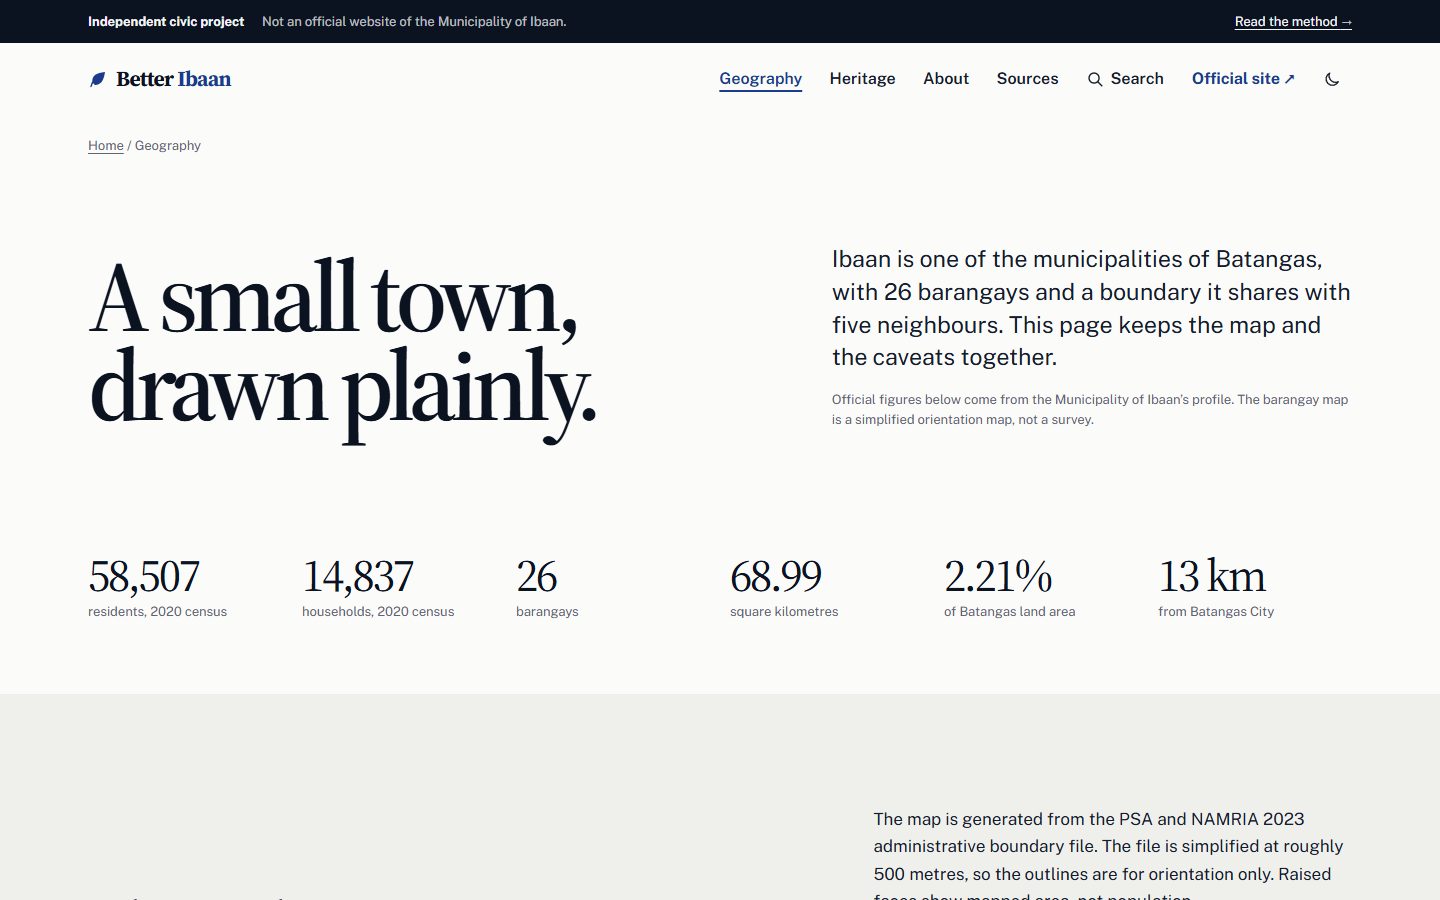 Independent civic project Not an official website of the Municipality of Ibaan. Read the method →
Better Ibaan Geography Heritage About Sources Search Official site ↗
Home / Geography
A small town,
drawn plainly.
Ibaan is one of the municipalities of Batangas,
with 26 barangays and a boundary it shares with
five neighbours. This page keeps the map and
the caveats together.
Official figures below come from the Municipality of Ibaan's profile. The barangay map
is a simplified orientation map, not a survey.
58,507 14,837 26 68.99 2.21% 13 km
residents, 2020 census households, 2020 census barangays square kilometres of Batangas land area from Batangas City
The map is generated from the PSA and NAMRIA 2023
administrative boundary file. The file is simplified at roughly
500 metres, so the outlines are for orientation only. Raised